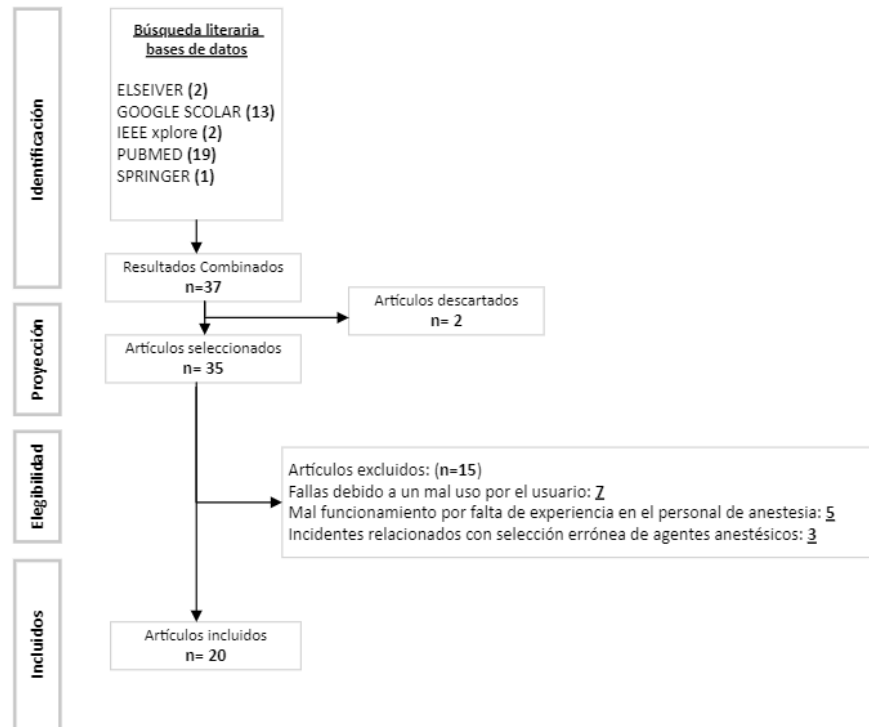 Identificación
Búsqueda literaria
bases de datos
ELSEIVER (2)
GOOGLE SCOLAR (13)
IEEE xplore (2)
PUBMED (19)
SPRINGER (1)
Resultados Combinados
n=37
Proyección
Artículos descartados
n= 2
Artículos seleccionados
n= 35
Elegibilidad
Artículos excluidos: (n=15)
Fallas debido a un mal uso por el usuario: 7
Mal funcionamiento por falta de experiencia en el personal de anestesia: 5
Incidentes relacionados con selección errónea de agentes anestésicos: 3
Incluidos
Artículos incluidos
n= 20